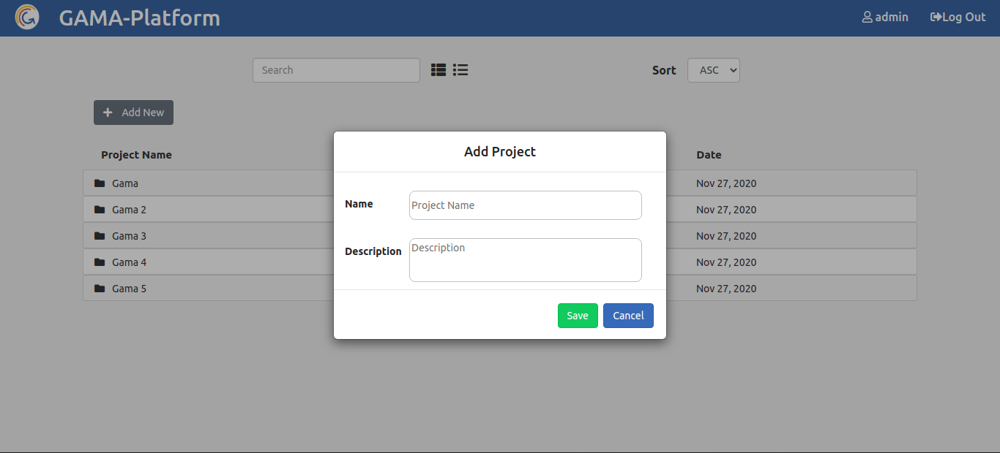 GAMA-Platform
admin
Log Out
Search
Sort
ASC
Add New
Project Name
Date
Gama
Nov 27, 2020
Gama 2
Nov 27, 2020
Gama 3
Nov 27, 2020
Gama 4
Nov 27, 2020
Gama 5
Nov 27, 2020
Add Project
Name
Project Name
Description
Description
Save
Cancel